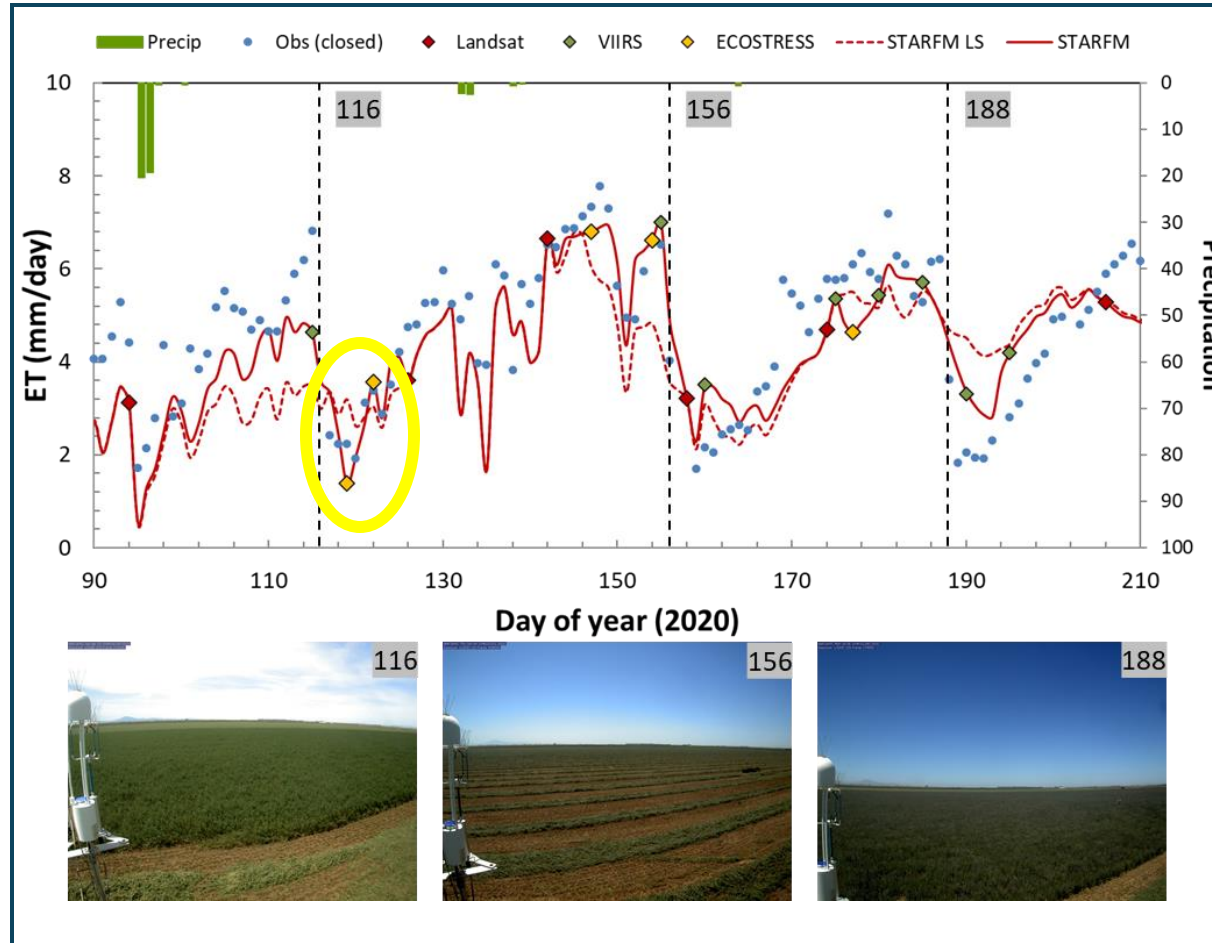 Precip Obs (closed) Landsat VIIRS ECOSTRESS STARFM LS STARFM
10 0
116 156 188
10
8 20
30
6 40
ET (mm/day)
50
Precipitation
4 60
70
2 80
90
0 100
90 110 130 150 170 190 210
Day of year (2020)
116 156 188